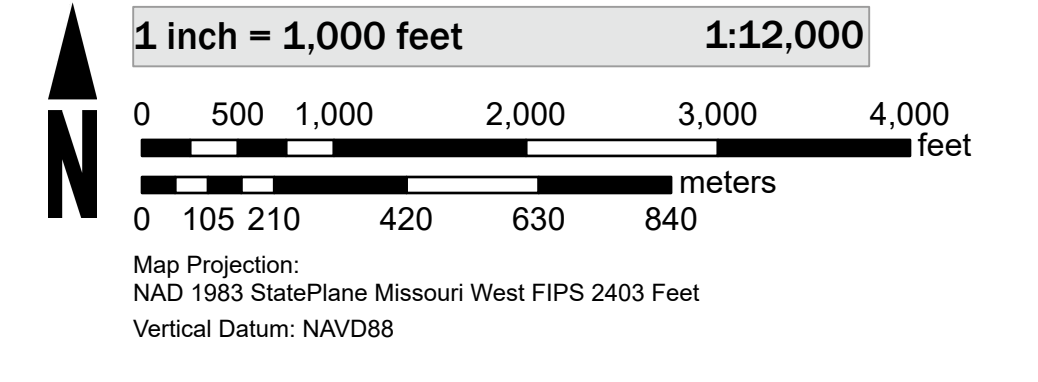 N
1 inch = 1,000 feet 1:12,000
0 500 1,000 2,000 3,000 4,000
feet
meters
0 105 210 420 630 840
Map Projection:
NAD 1983 StatePlane Missouri West FIPS 2403 Feet
Vertical Datum: NAVD88